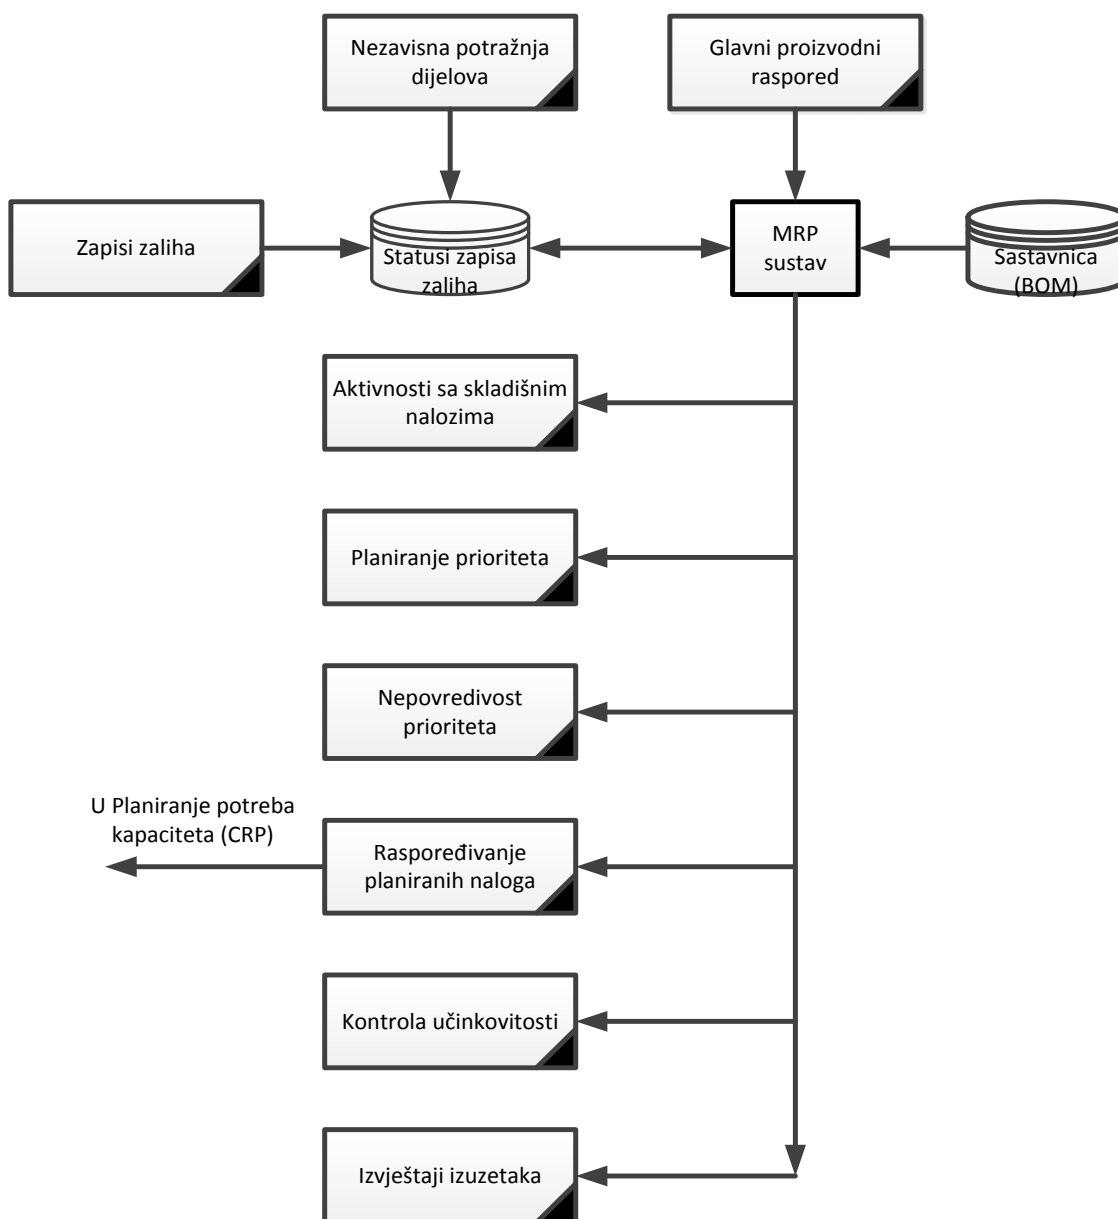 Nezavisna potražnja
dijelova
Glavni proizvodni
raspored
Zapisi zaliha
Statusi zapisa
zaliha
MRP
sustav
Sastavnica
(BOM)
Aktivnosti sa skladišnim
nalozima
Planiranje prioriteta
Nepovredivost
prioriteta
U Planiranje potreba
kapaciteta (CRP)
Raspoređivanje
planiranih naloga
Kontrola učinkovitosti
Izvještaji izuzetaka